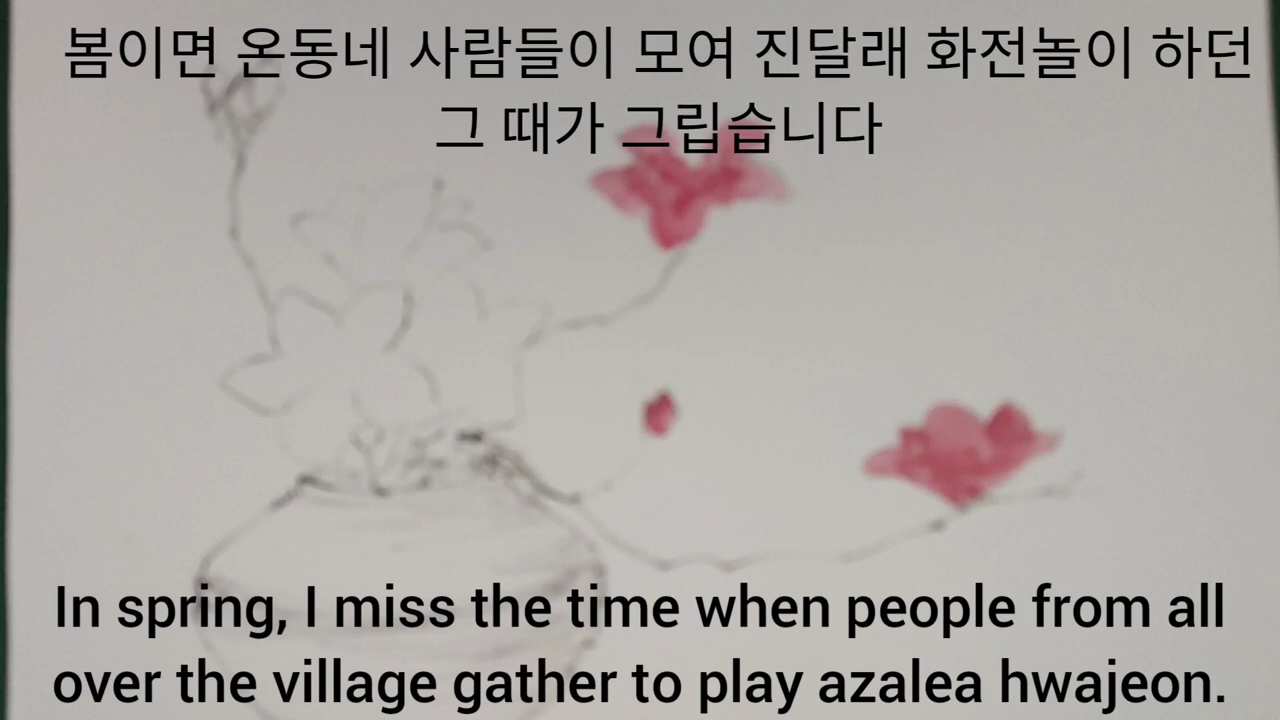 봄이면 온동네 사람들이 모여 진달래 화전놀이 하던
그 때가 그립습니다
In spring, I miss the time when people from all
over the village gather to play azalea hwajeon.